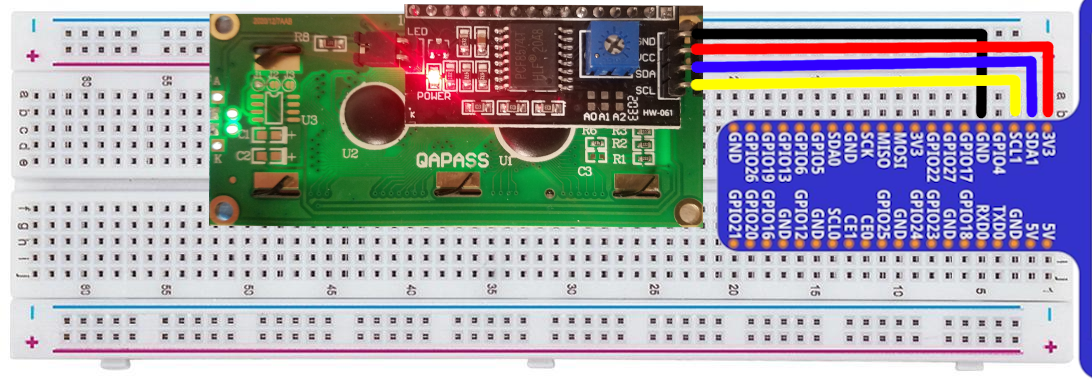 2020127AA9
LED
R8
POWER
GND
VCC
SDA
SCL
A0 A1 A2
HW-061
A
K
U3
C1
C2
U2
QAPASS
U1
R6
R3
R2
R1
C3
60
55
a
b
c
d
e
GND GPIO26 GPIO19 GPIO13 GPIO6 GPIO5 SDA0 GND SCK MISO MOSI 3V3 GPIO22 GPIO27 GPIO17 GND GPIO4 SCL1 SDA1 3V3
GPIO21 GPIO20 GPIO16 GND GPIO12 GND SCL0 CE1 CE0 GPIO25 GND GPIO24 GPIO23 GND GPIO18 RXD0 TXD0 GND 5V 5V
f
g
h
i
j
60 55 50 45 40 35 30 25 20 15 10 5 1